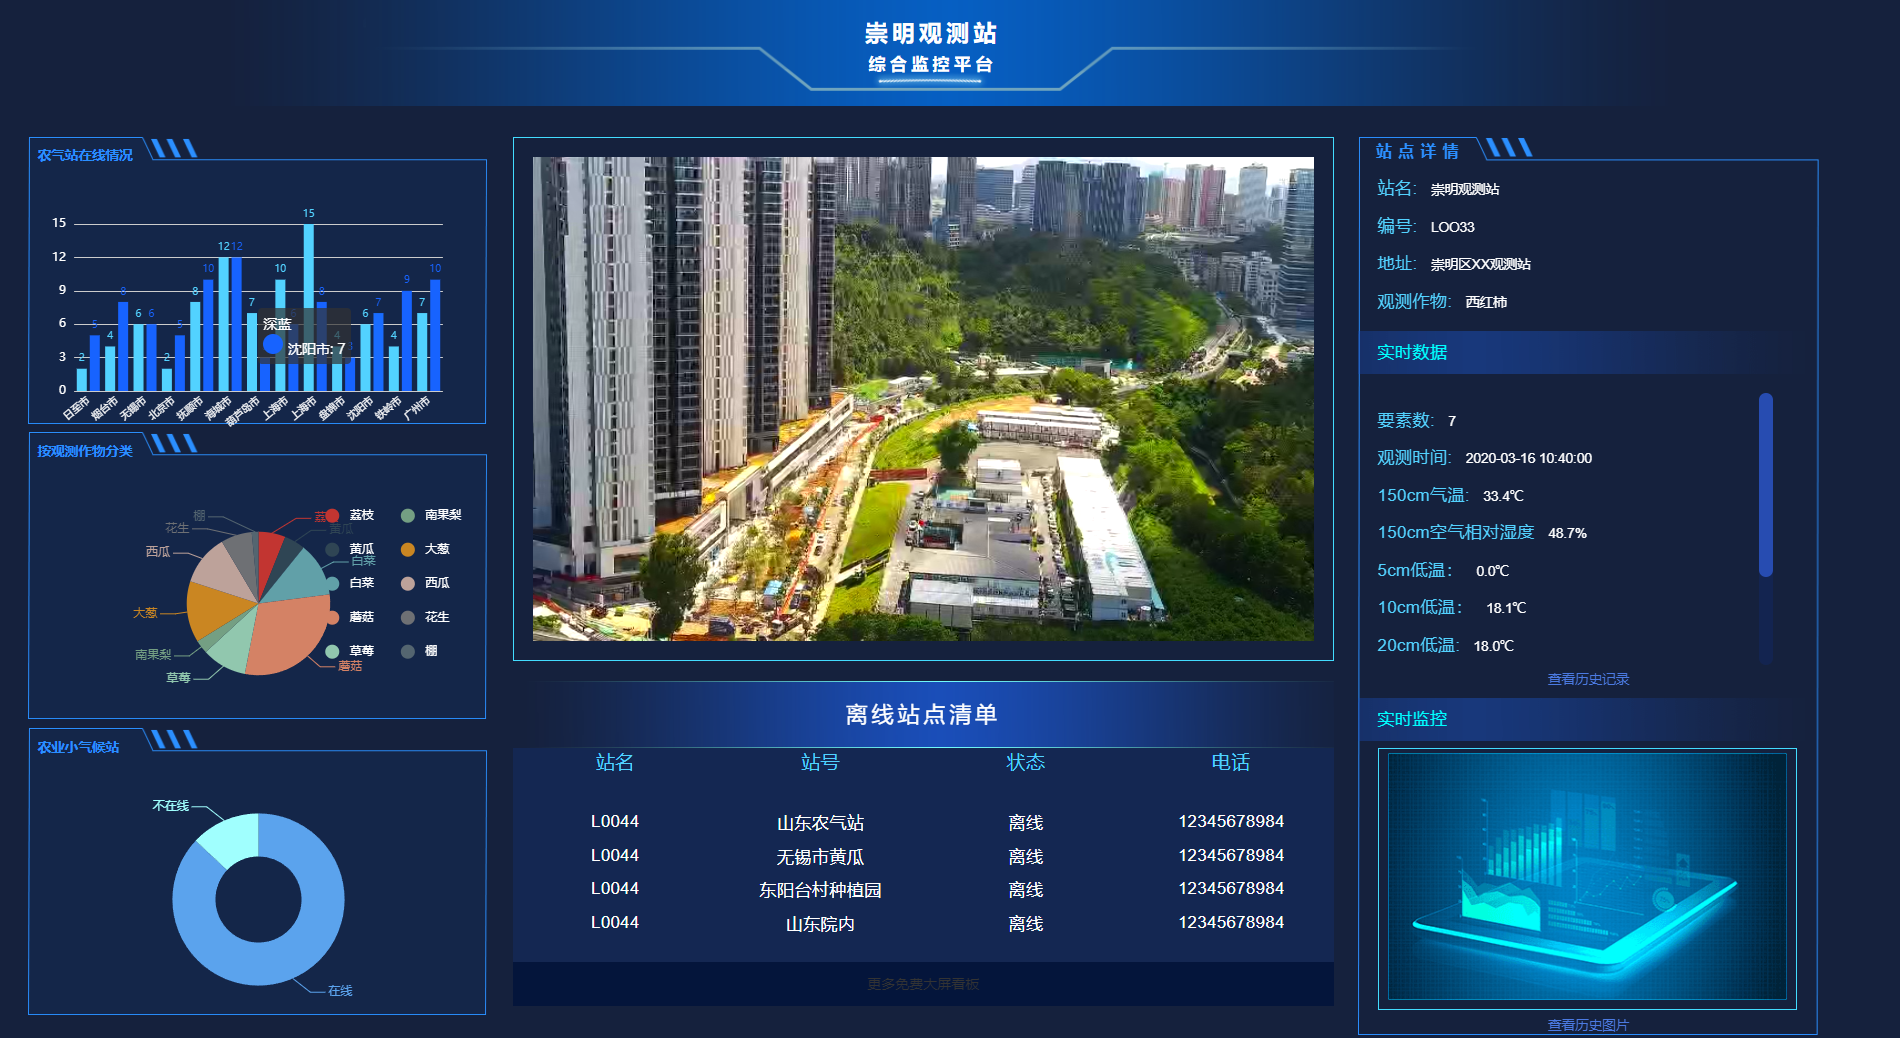 崇明观测站
综合监控平台
农气站在线情况
15
12
9
6
3
0
2
5
4
8
6
6
2
5
8
10
12
12
7
10
15
8
4
6
7
4
9
7
10
深蓝
沈阳市: 7
日至市
烟台市
无锡市
北京市
抚顺市
海城市
葫芦岛市
上海市
上海市
盘锦市
沈阳市
铁岭市
广州市
按观测作物分类
棚
花生
西瓜
大葱
南果梨
草莓
蘑菇
白菜
黄瓜
荔枝
南果梨
黄瓜
大葱
白菜
西瓜
蘑菇
花生
草莓
棚
农业小气候站
不在线
在线
离线站点清单
站名 站号 状态 电话
L0044 山东农气站 离线 12345678984
L0044 无锡市黄瓜 离线 12345678984
L0044 东阳台村种植园 离线 12345678984
L0044 山东院内 离线 12345678984
更多免费大屏看板
站点详情
站名: 崇明观测站
编号: LOO33
地址: 崇明区XX观测站
观测作物: 西红柿
实时数据
要素数: 7
观测时间: 2020-03-16 10:40:00
150cm气温: 33.4℃
150cm空气相对湿度 48.7%
5cm低温： 0.0℃
10cm低温： 18.1℃
20cm低温: 18.0℃
查看历史记录
实时监控
查看历史图片